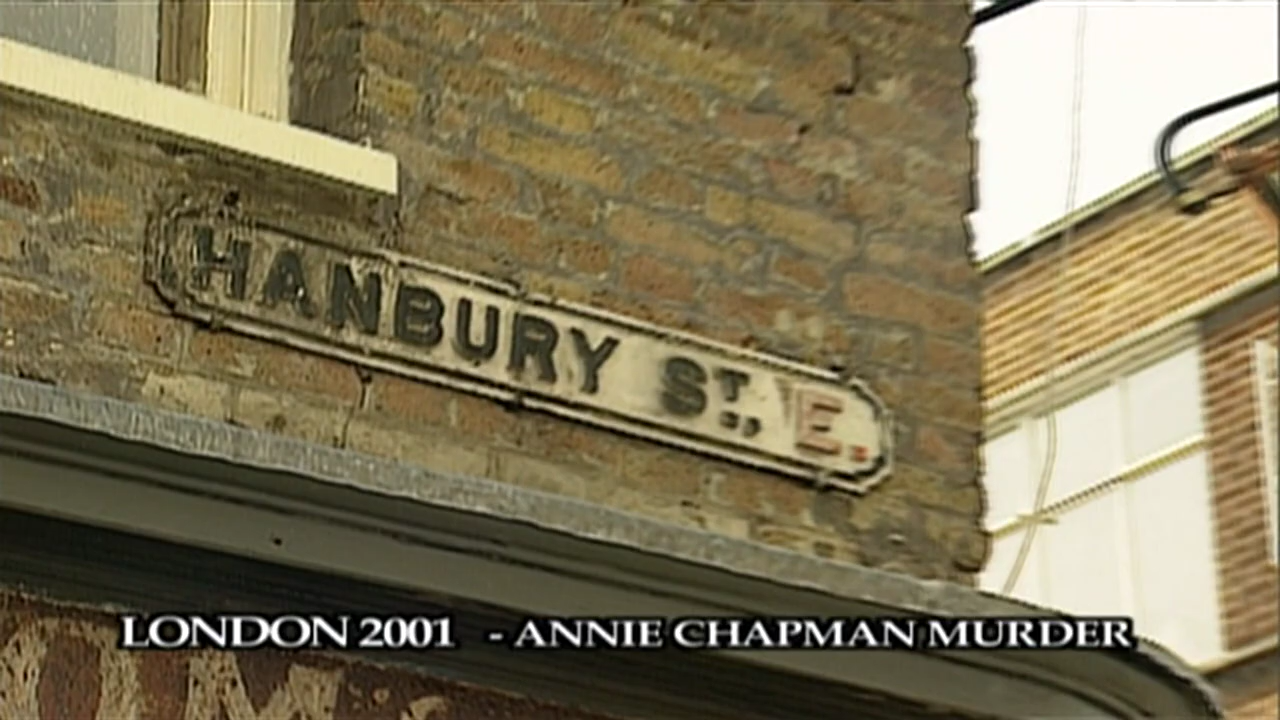 HANBURY ST., E.
LONDON 2001 - ANNIE CHAPMAN MURDER